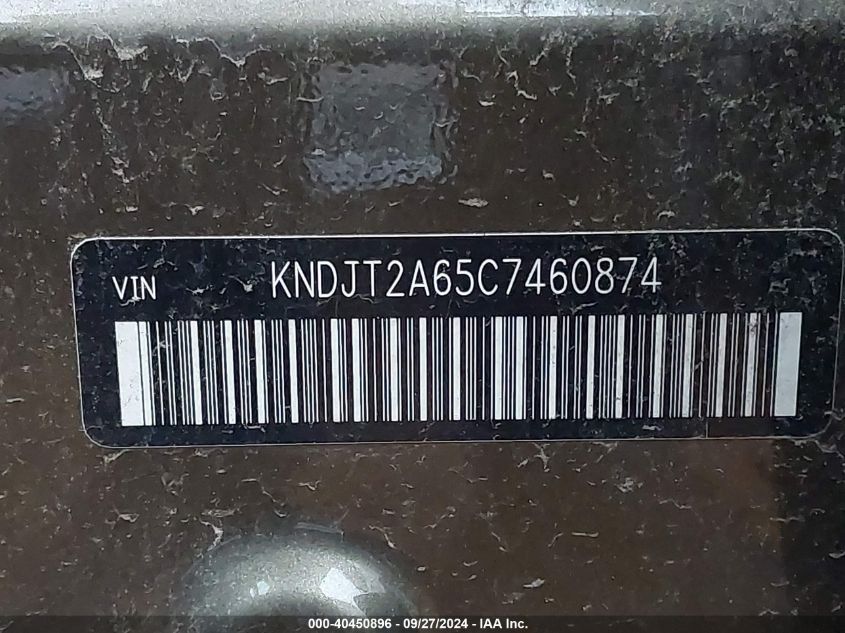 VIN KNDJT2A65C7460874
000-40450896 - 09/27/2024 - IAA Inc.